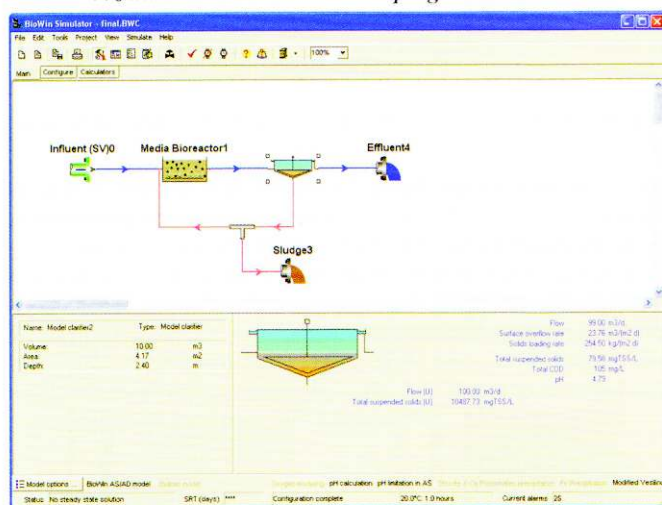 BioWin Simulator - final.BWC
File Edit Tools Project View Simulate Help
100%
Main Configure Calculators
Influent (SV)0 Media Bioreactor1 Effluent4
Sludge3
Name: Model clarifier2 Type: Model clarifier
Volume: 10.00 m3
Area: 4.17 m2
Depth: 2.40 m
Flow 99.00 m3/d
Surface overflow rate 23.76 m3/(m2 d)
Solids loading rate 254.50 kg/(m2 d)
Total suspended solids 79.58 mgTSS/L
Total COD 105 mg/L
pH 4.73
Flow (U) 100.00 m3/d
Total suspended solids (U) 10487.73 mgTSS/L
Model options... BioWin AS/AD model pH calculation pH limitation in AS Modified Vesilind
Status: No steady state solution SRT (days) **** Configuration complete 20.0°C, 1.0 hours Current alarms: 25